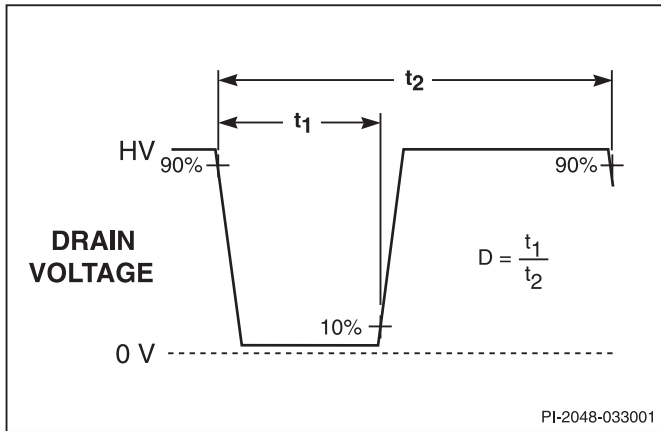 t2
t1
HV
90%
90%
DRAIN
VOLTAGE
D = t1
t2
10%
0 V
PI-2048-033001